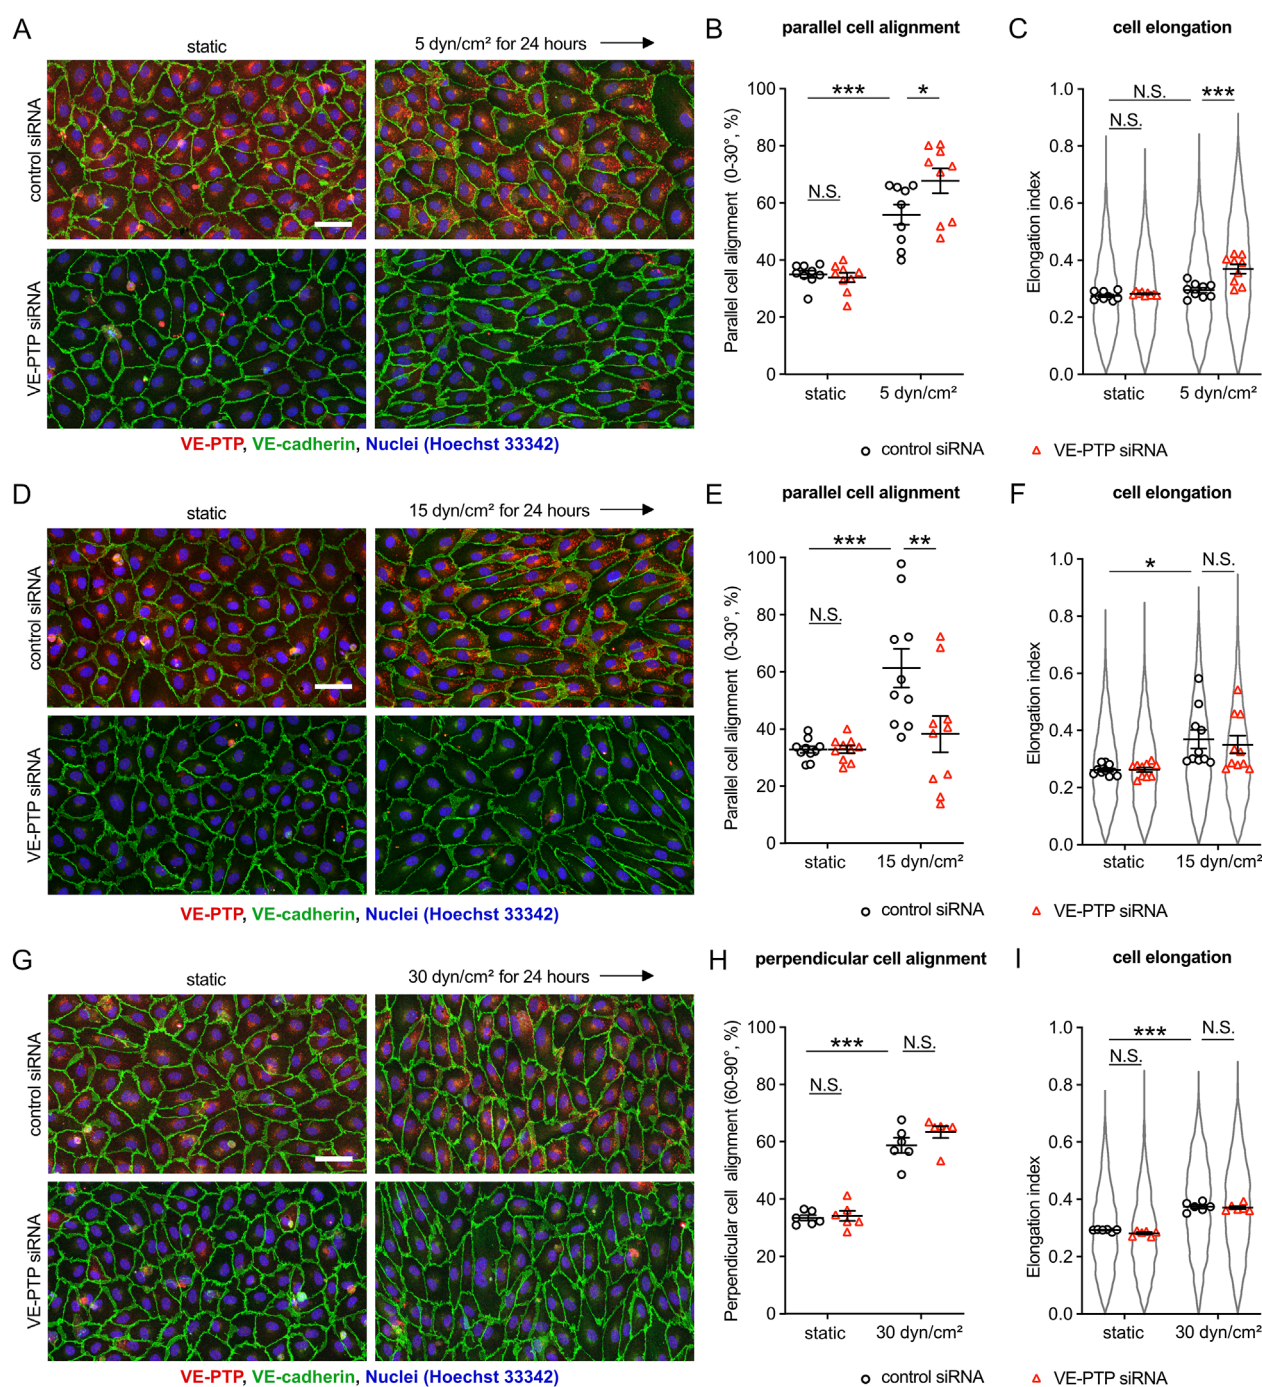 A
static
5 dyn/cm² for 24 hours
control siRNA
VE-PTP siRNA
VE-PTP, VE-cadherin, Nuclei (Hoechst 33342)
B
parallel cell alignment
Parallel cell alignment (0-30°, %)
100
80
60
40
20
0
***
*
N.S.
static
5 dyn/cm²
C
cell elongation
Elongation index
1.0
0.8
0.6
0.4
0.2
0.0
N.S.
***
N.S.
static
5 dyn/cm²
control siRNA
VE-PTP siRNA
D
static
15 dyn/cm² for 24 hours
control siRNA
VE-PTP siRNA
VE-PTP, VE-cadherin, Nuclei (Hoechst 33342)
E
parallel cell alignment
Parallel cell alignment (0-30°, %)
100
80
60
40
20
0
***
**
N.S.
static
15 dyn/cm²
F
cell elongation
Elongation index
1.0
0.8
0.6
0.4
0.2
0.0
*
N.S.
static
15 dyn/cm²
control siRNA
VE-PTP siRNA
G
static
30 dyn/cm² for 24 hours
control siRNA
VE-PTP siRNA
VE-PTP, VE-cadherin, Nuclei (Hoechst 33342)
H
perpendicular cell alignment
Perpendicular cell alignment (60-90°, %)
100
80
60
40
20
0
***
N.S.
N.S.
static
30 dyn/cm²
I
cell elongation
Elongation index
1.0
0.8
0.6
0.4
0.2
0.0
***
N.S.
N.S.
static
30 dyn/cm²
control siRNA
VE-PTP siRNA